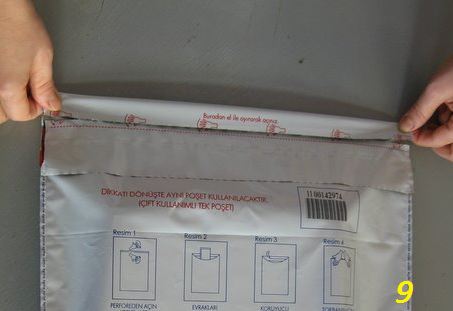 Buradan el ile ayırarak açınız
DİKKAT! DÖNÜŞTE AYNI POŞET KULLANILACAKTIR.
(ÇİFT KULLANIMLI TEK POŞET)
1100142974
Resim 1
Resim 2
Resim 3
Resim 4
PERFOREDEN AÇIN
EVRAKLARI
KORUYUCU
9